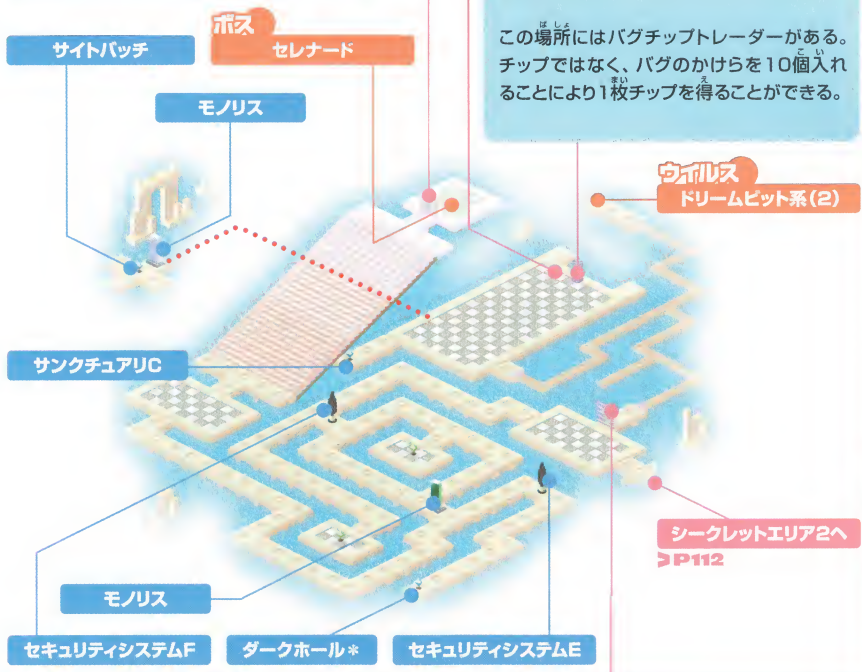 ボス
サイトバッチ
セレナード
モノリス
この場所にはバグチップトレーダーがある。
チップではなく、バグのかけらを10個入れ
ることにより1枚チップを得ることができる。
ウイルス
ドリームビット系(2)
サンクチュアリC
シークレットエリア2へ
>P112
モノリス
セキュリティシステムF
ダークホール*
セキュリティシステムE